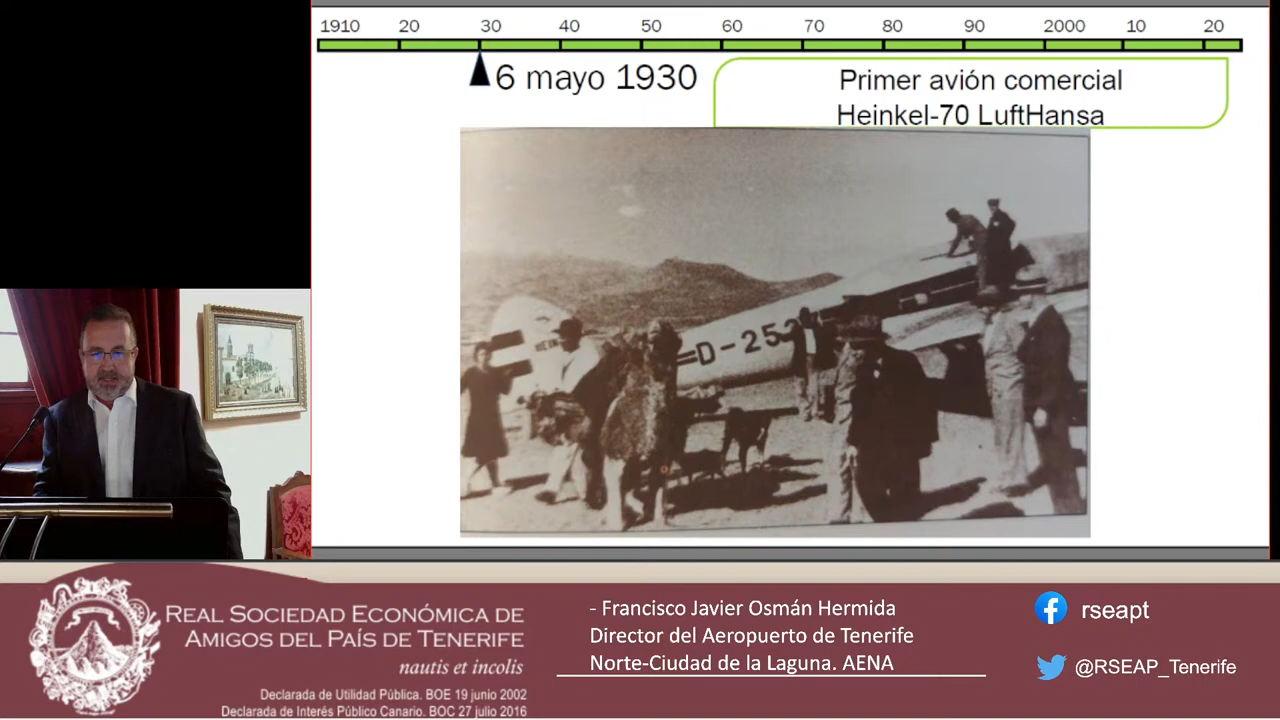 1910 20 30 40 50 60 70 80 90 2000 10 20
6 mayo 1930
Primer avión comercial
Heinkel-70 LuftHansa
D-252
REAL SOCIEDAD ECONÓMICA DE
AMIGOS DEL PAÍS DE TENERIFE
nautis et incolis
Declarada de Utilidad Pública. BOE 19 junio 2002
Declarada de Interés Público Canario. BOC 27 julio 2016
- Francisco Javier Osmán Hermida
Director del Aeropuerto de Tenerife
Norte-Ciudad de la Laguna. AENA
rseapt
@RSEAP_Tenerife